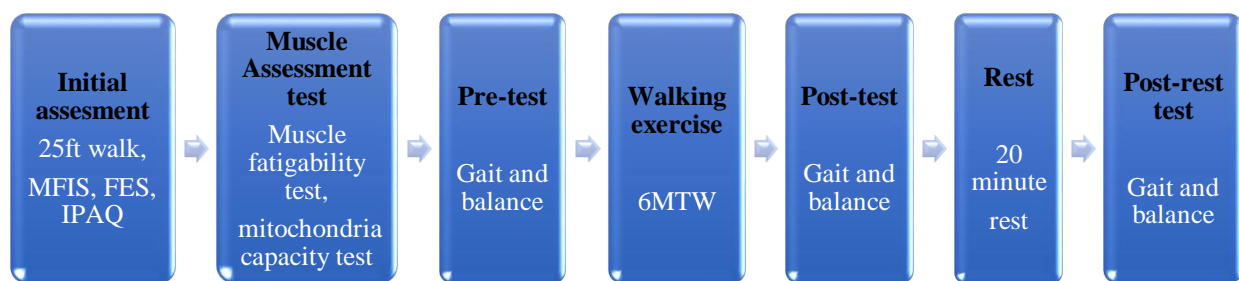 Initial
assesment
25ft walk,
MFIS, FES,
IPAQ
Muscle
Assessment
test
Muscle
fatigability
test,
mitochondria
capacity test
Pre-test
Gait and
balance
Walking
exercise
6MTW
Post-test
Gait and
balance
Rest
20
minute
rest
Post-rest
test
Gait and
balance